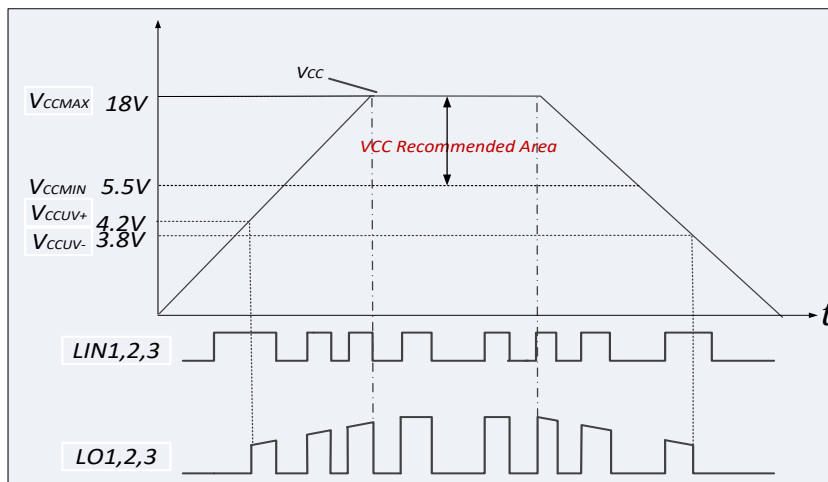 VCC
VCCMAX 18V
VCC Recommended Area
VCCMIN 5.5V
VCCUV+ 4.2V
VCCUV- 3.8V
t
LIN1,2,3
LO1,2,3